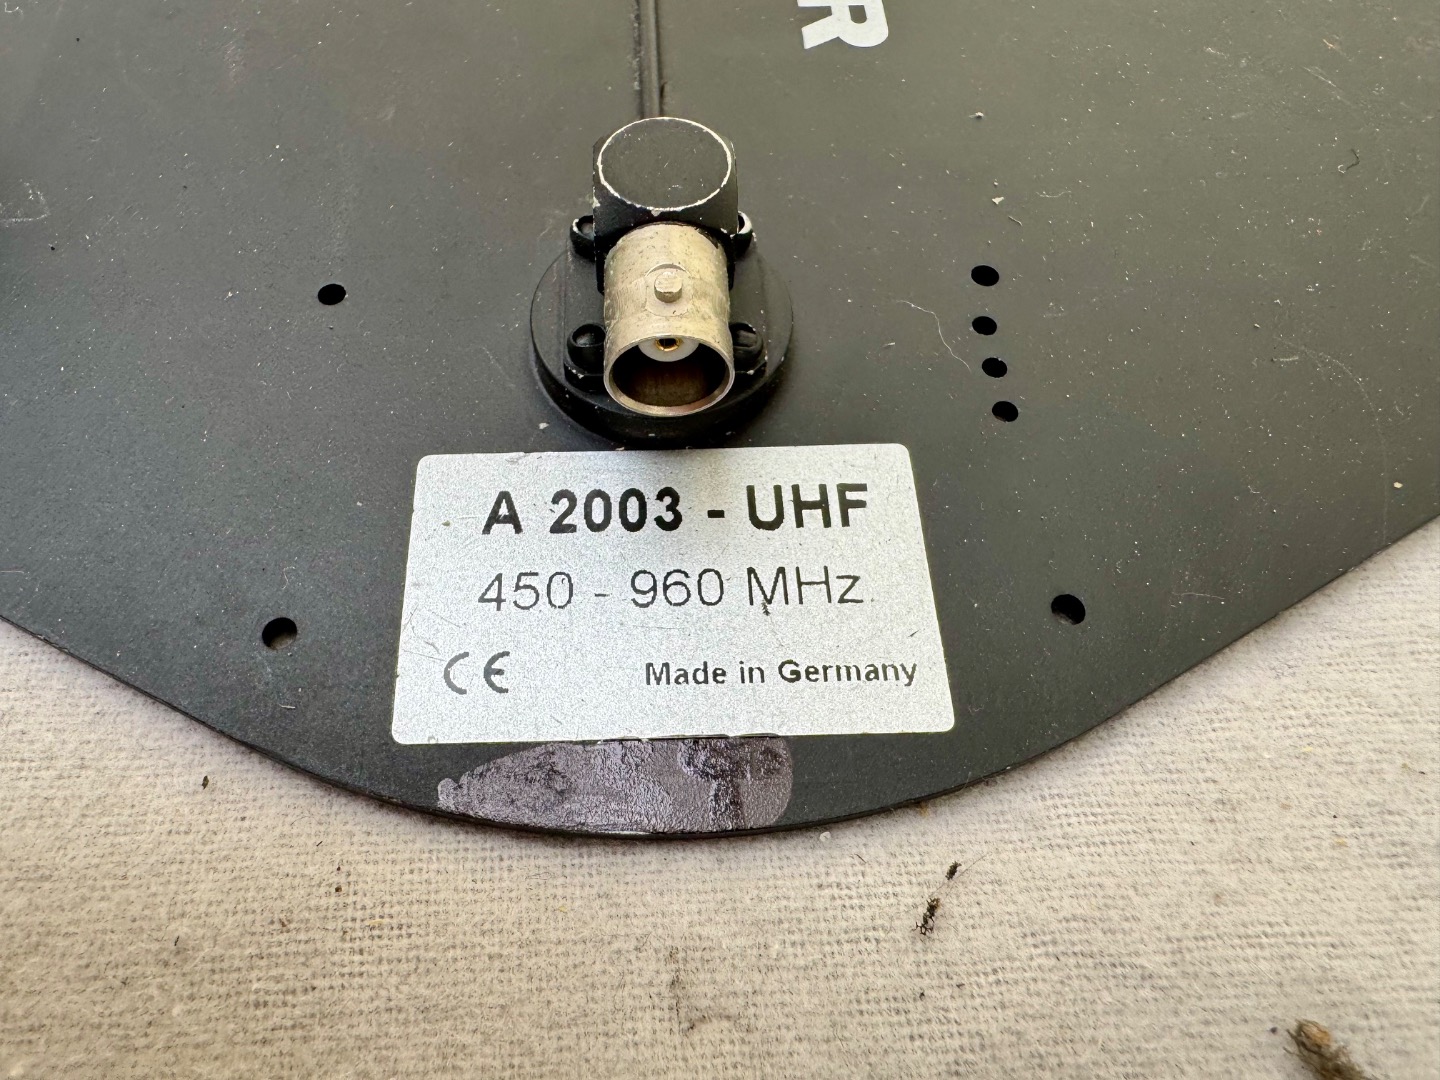 R
A 2003 - UHF
450 - 960 MHz
CE
Made in Germany